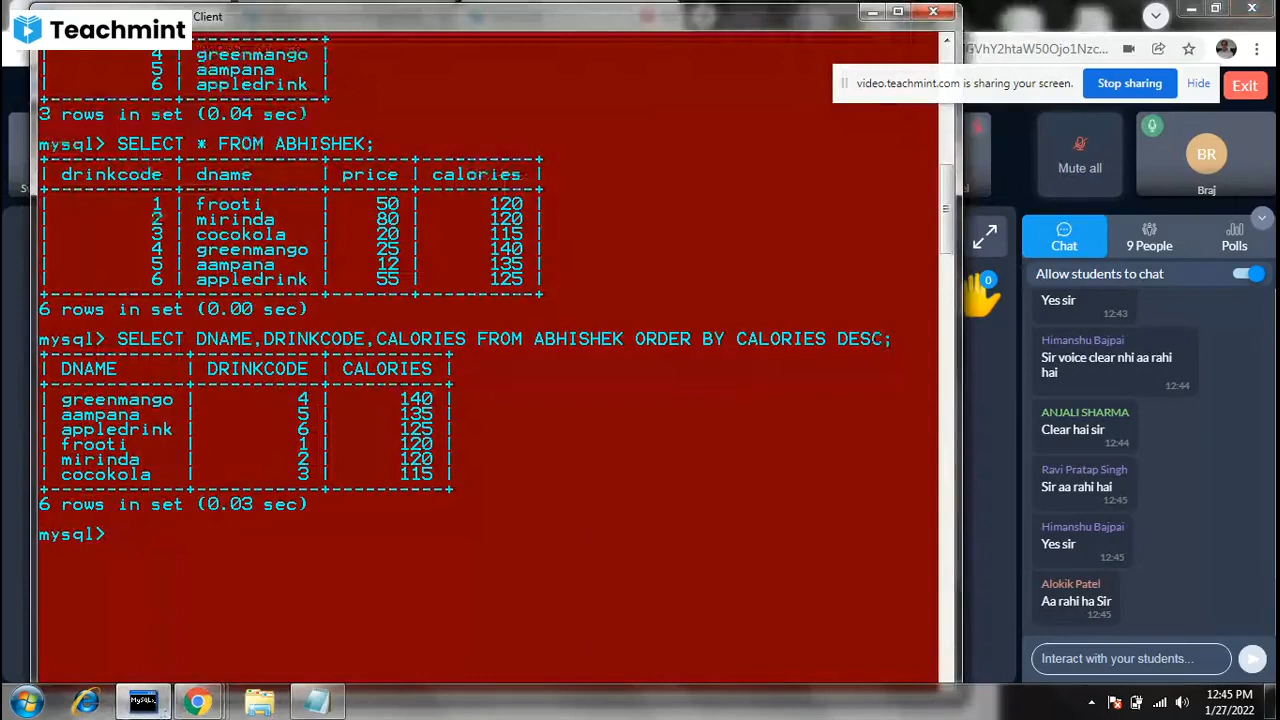 Teachmint
Client
GVhY2htaW50Ojo1Nzc...
+
| 4 | greenmango |
| 5 | aampana |
| 6 | appledrink |
+-----------+------------+
3 rows in set (0.04 sec)
video.teachmint.com is sharing your screen.
Stop sharing
Hide
Exit
mysql> SELECT * FROM ABHISHEK;
+-----------+------------+-------+----------+
| drinkcode | dname | price | calories |
+-----------+------------+-------+----------+
| 1 | frooti | 50 | 120 |
| 2 | mirinda | 80 | 120 |
| 3 | cocokola | 20 | 115 |
| 4 | greenmango | 25 | 140 |
| 5 | aampana | 12 | 135 |
| 6 | appledrink | 55 | 125 |
+-----------+------------+-------+----------+
6 rows in set (0.00 sec)
mysql> SELECT DNAME,DRINKCODE,CALORIES FROM ABHISHEK ORDER BY CALORIES DESC;
+------------+-----------+----------+
| DNAME | DRINKCODE | CALORIES |
+------------+-----------+----------+
| greenmango | 4 | 140 |
| aampana | 5 | 135 |
| appledrink | 6 | 125 |
| frooti | 1 | 120 |
| mirinda | 2 | 120 |
| cocokola | 3 | 115 |
+------------+-----------+----------+
6 rows in set (0.03 sec)
mysql>
Mute all
BR
Braj
Chat
9 People
Polls
Allow students to chat
0
Yes sir
12:43
Himanshu Bajpai
Sir voice clear nhi aa rahi
hai
12:44
ANJALI SHARMA
Clear hai sir
12:44
Ravi Pratap Singh
Sir aa rahi hai
12:45
Himanshu Bajpai
Yes sir
12:45
Alokik Patel
Aa rahi ha Sir
12:45
Interact with your students...
MySQL
12:45 PM
1/27/2022